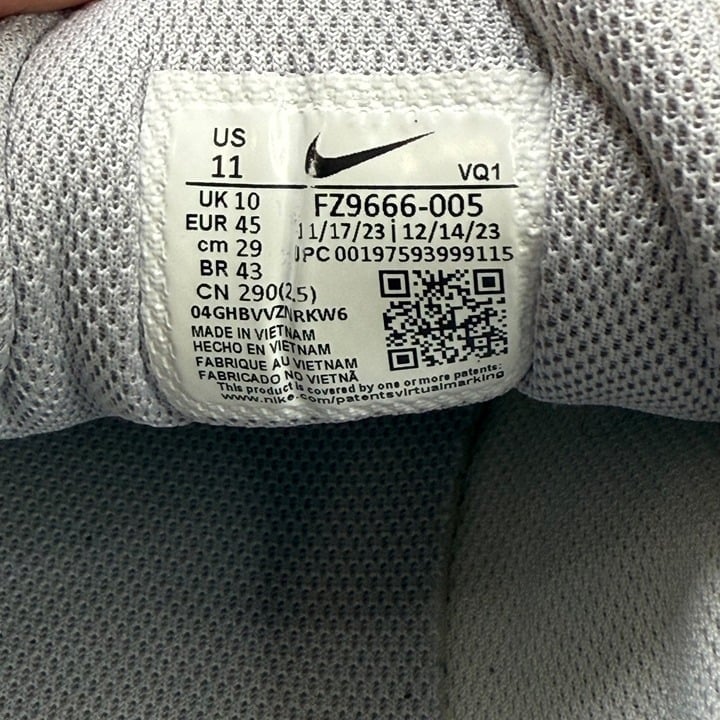 US
11
VQ1
UK 10
EUR 45
cm 29
BR 43
CN 290(2.5)
FZ9666-005
11/17/23 | 12/14/23
UPC 00197593999115
MADE IN VIETNAM
HECHO EN VIETNAM
FABRIQUE AU VIETNAM
FABRICADO NO VIETNÃ
This product is covered by one or more patents:
www.nike.com/patentsvirtualmarking